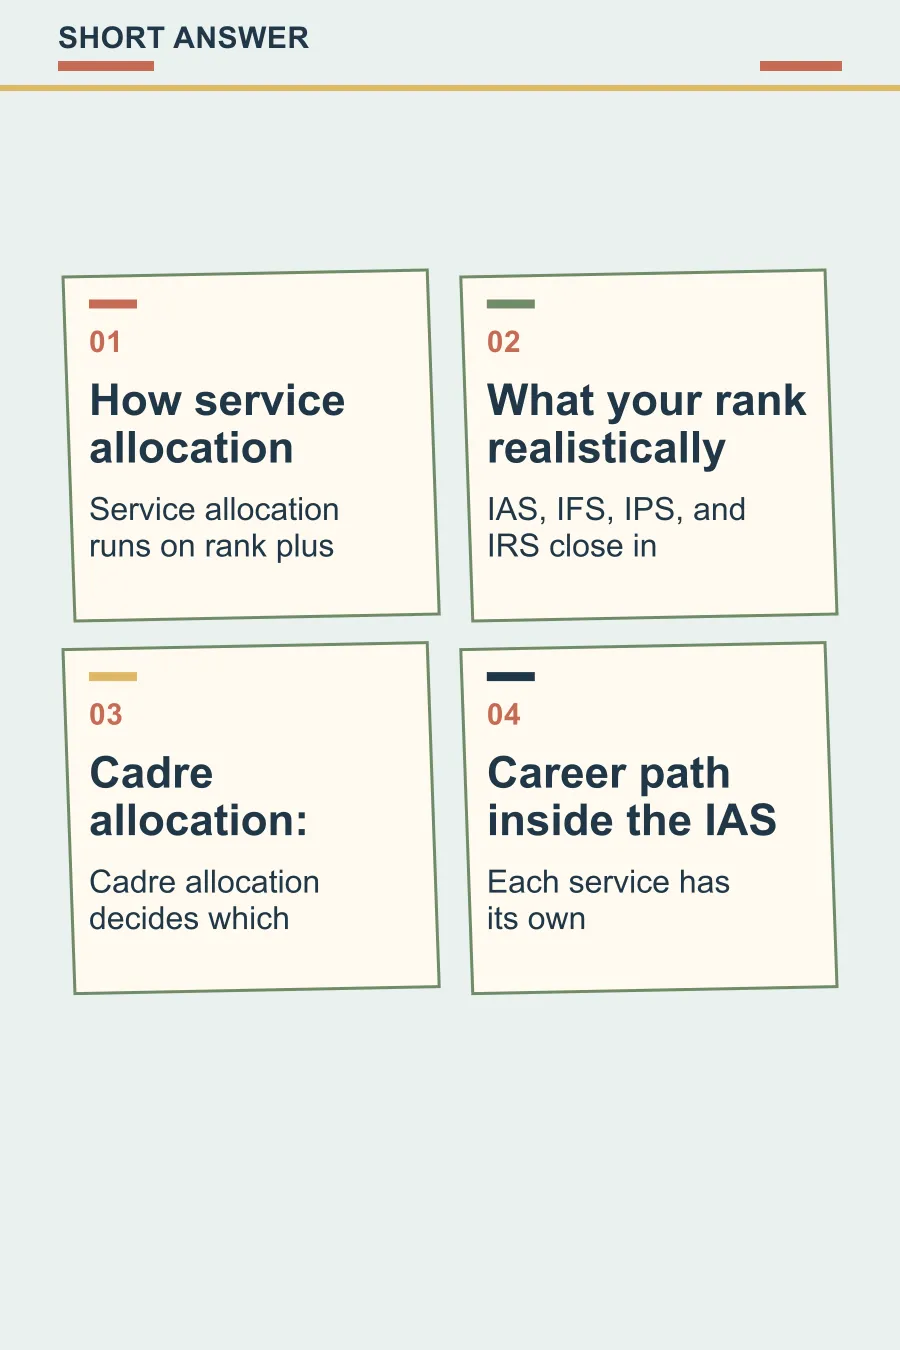 SHORT ANSWER
01
How service
allocation
Service allocation
runs on rank plus
02
What your rank
realistically
IAS, IFS, IPS, and
IRS close in
03
Cadre
allocation:
Cadre allocation
decides which
04
Career path
inside the IAS
Each service has
its own